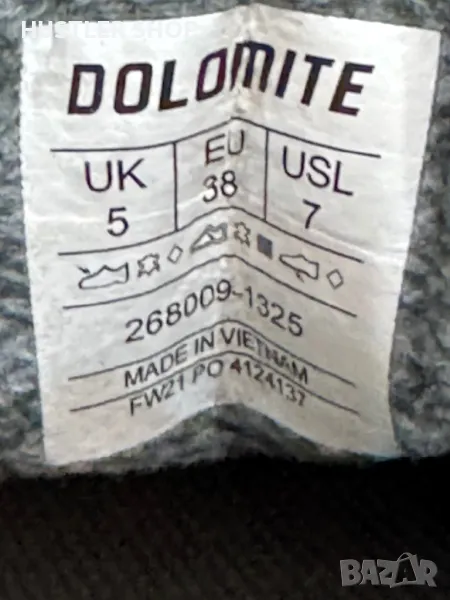 HUSTLER SHOP
DOLOMITE
UK EU USL
5 38 7
268009-1325
MADE IN VIETNAM
FW21 PO 4124137
BAZAR